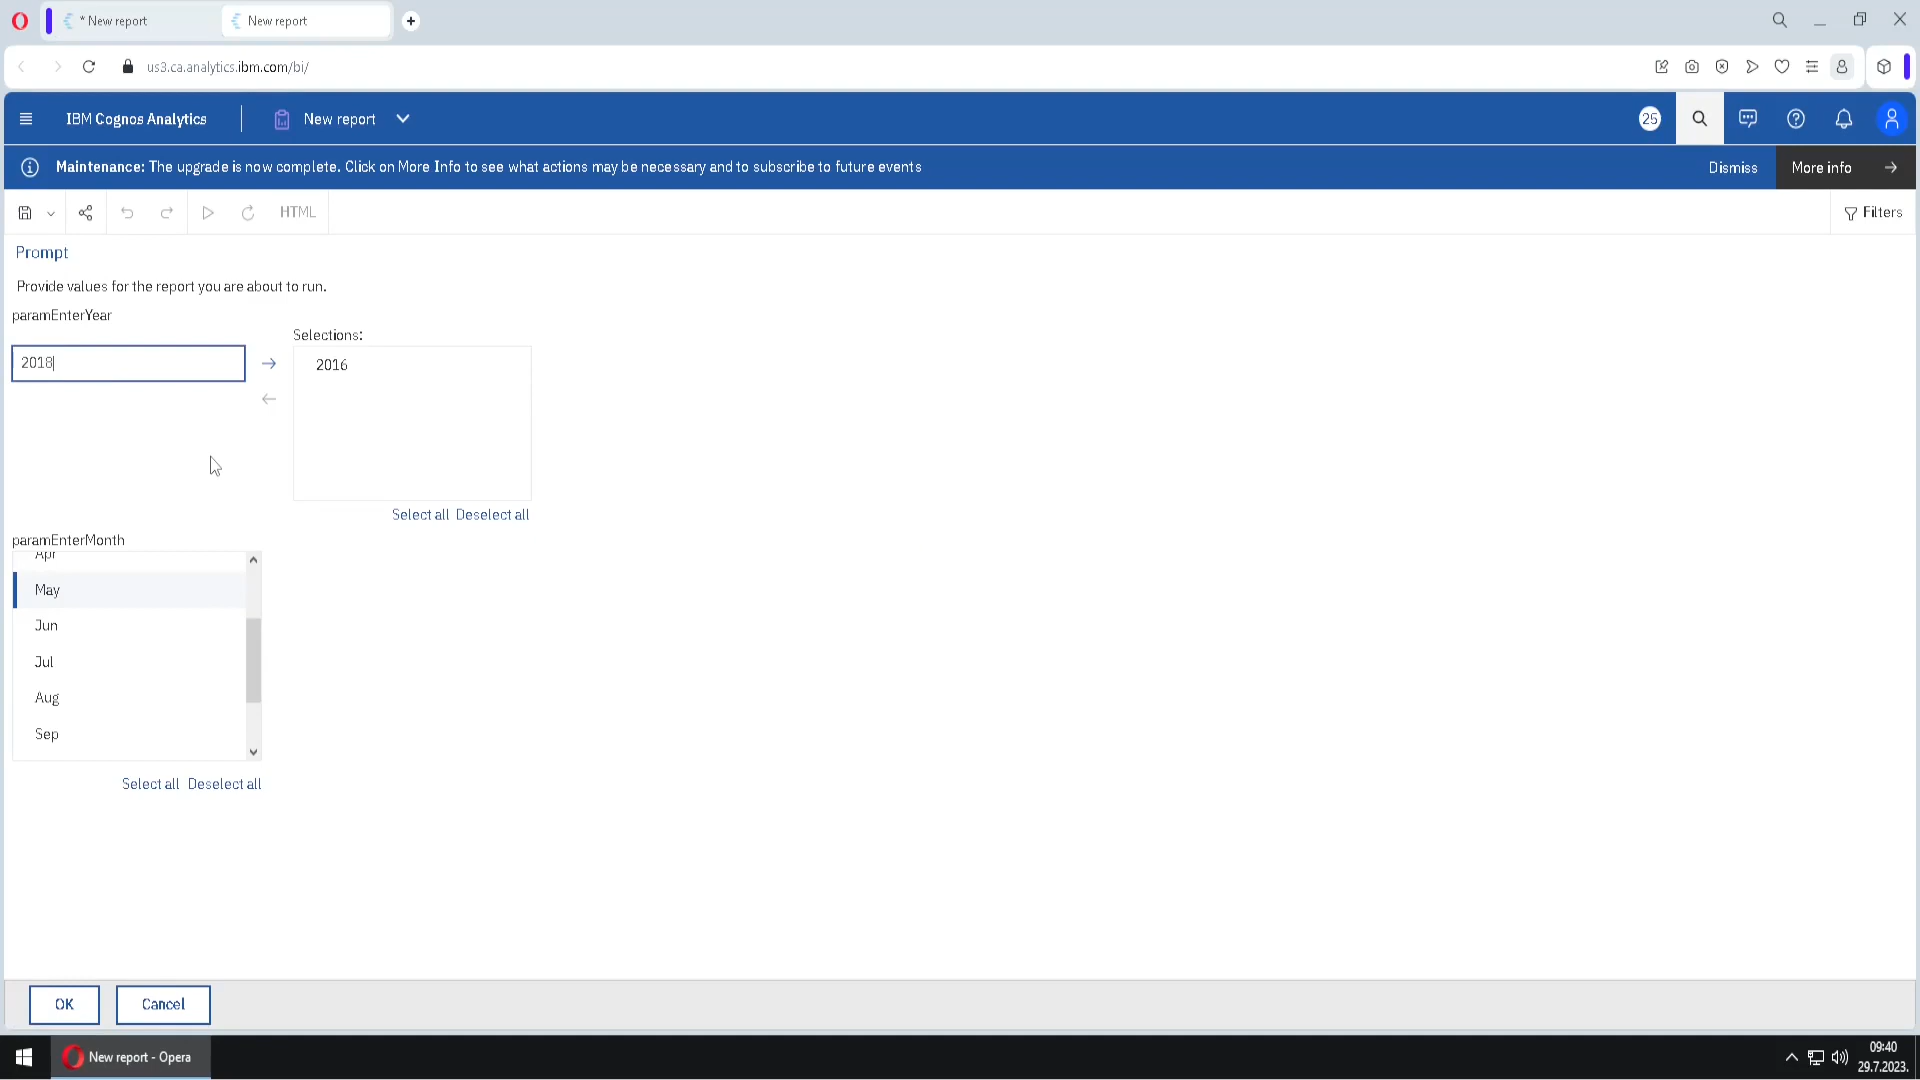 * New report
New report
us3.ca.analytics.ibm.com/bi/
IBM Cognos Analytics
New report
25
Maintenance: The upgrade is now complete. Click on More Info to see what actions may be necessary and to subscribe to future events
Dismiss
More info
HTML
Filters
Prompt
Provide values for the report you are about to run.
paramEnterYear
Selections:
2018
2016
Select all Deselect all
paramEnterMonth
Apr
May
Jun
Jul
Aug
Sep
Select all Deselect all
OK
Cancel
New report - Opera
09:40
29.7.2023.